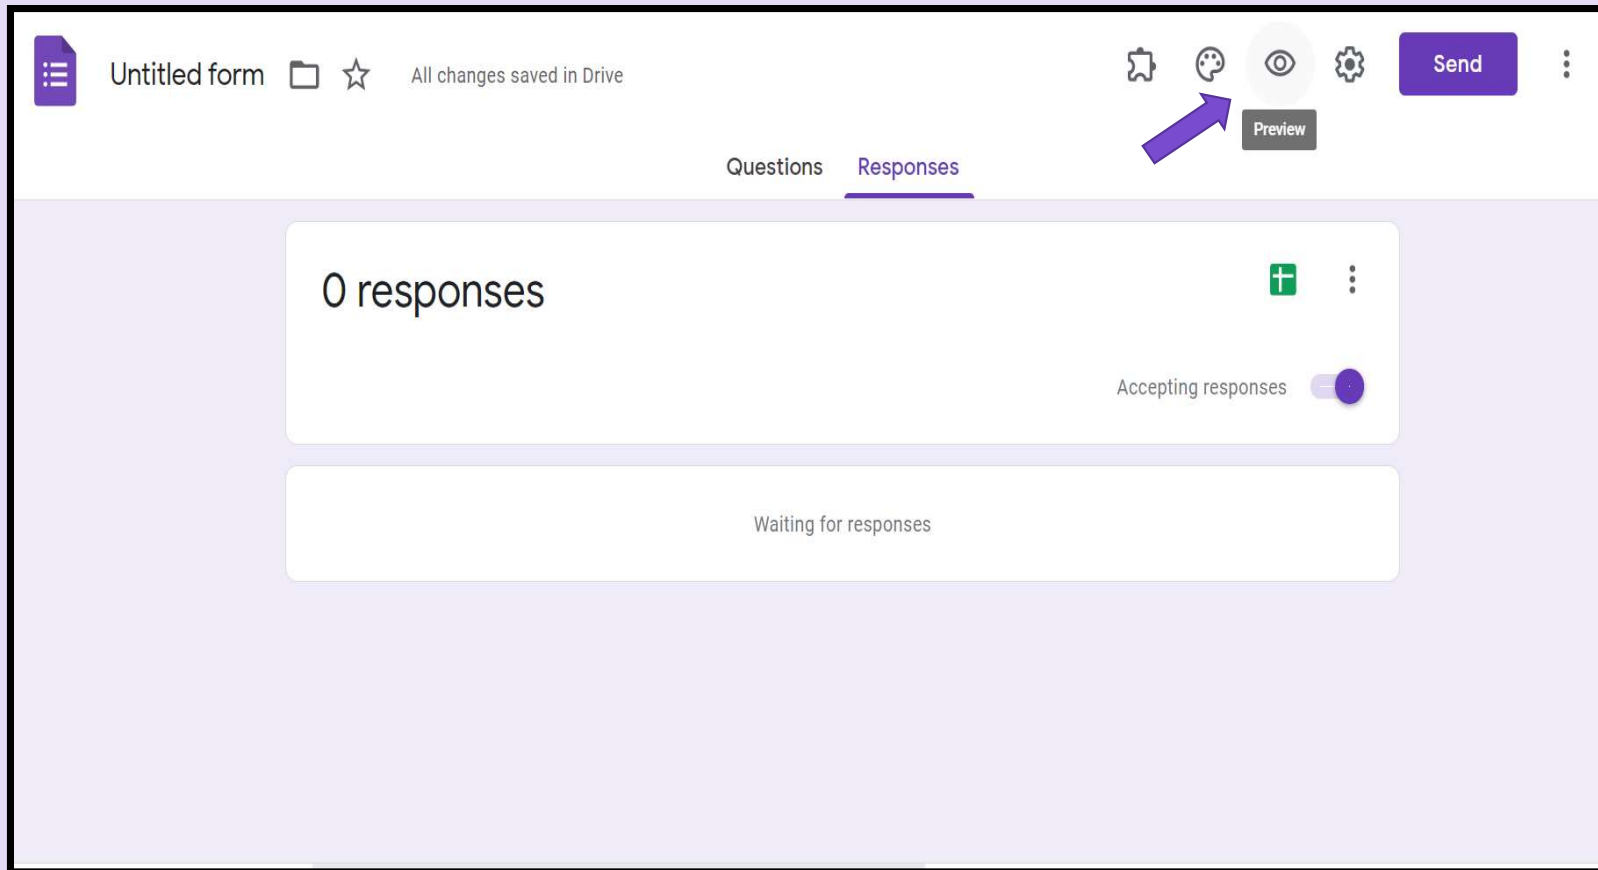 Untitled form
All changes saved in Drive
Send
Preview
Questions
Responses
0 responses
Accepting responses
Waiting for responses